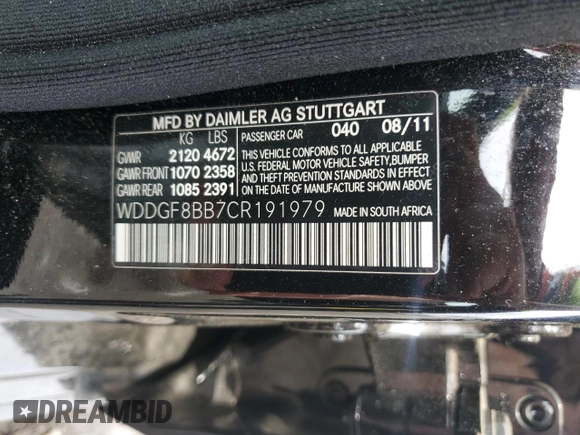 MFD BY DAIMLER AG STUTTGART
KG LBS PASSENGER CAR 040 08/11
GVWR 2120 4672
GAWR FRONT 1070 2358
GAWR REAR 1085 2391
THIS VEHICLE CONFORMS TO ALL APPLICABLE
U.S. FEDERAL MOTOR VEHICLE SAFETY, BUMPER
AND THEFT PREVENTION STANDARDS IN EFFECT
ON THE DATE OF MANUFACTURE SHOWN ABOVE.
WDDGF8BB7CR191979 MADE IN SOUTH AFRICA
DREAMBID